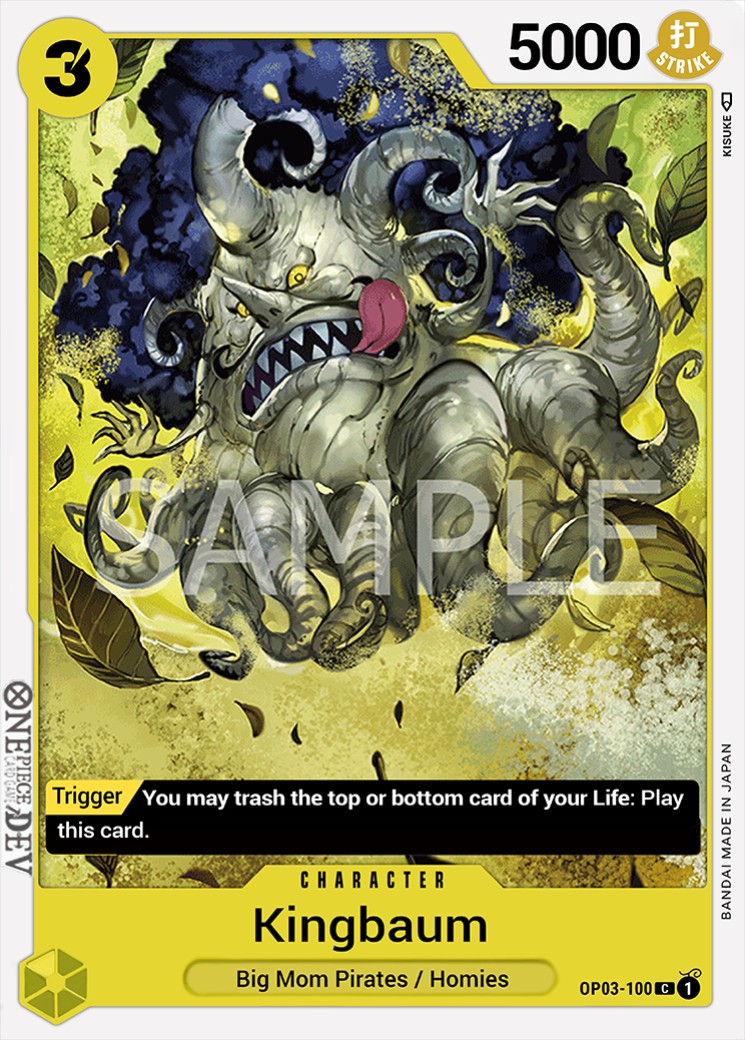 3
5000
打
STRIKE
KISUKE
SAMPLE
ONE PIECE
CARD GAME
/DEV
Trigger You may trash the top or bottom card of your Life: Play
this card.
BANDAI MADE IN JAPAN
CHARACTER
Kingbaum
Big Mom Pirates / Homies
OP03-100 C 1